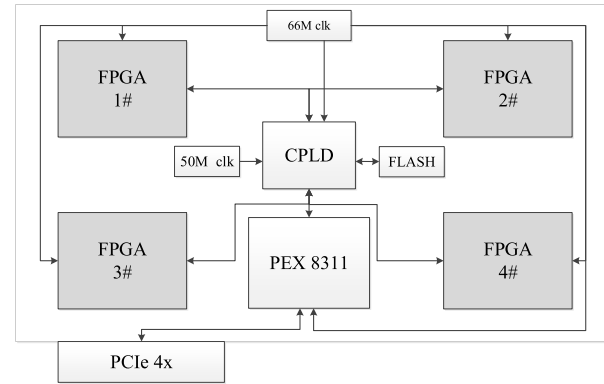 66M clk
FPGA
1#
FPGA
2#
CPLD
50M clk
FLASH
FPGA
3#
PEX 8311
FPGA
4#
PCIe 4x